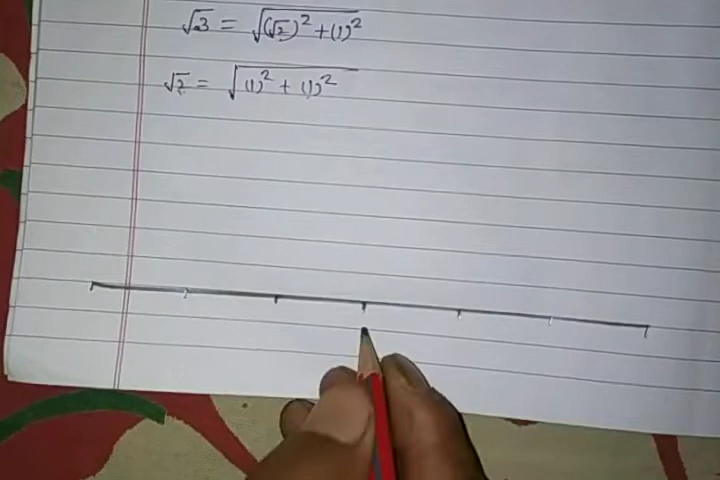 √3 = √(√2)² + (1)²
√2 = √(1)² + (1)²